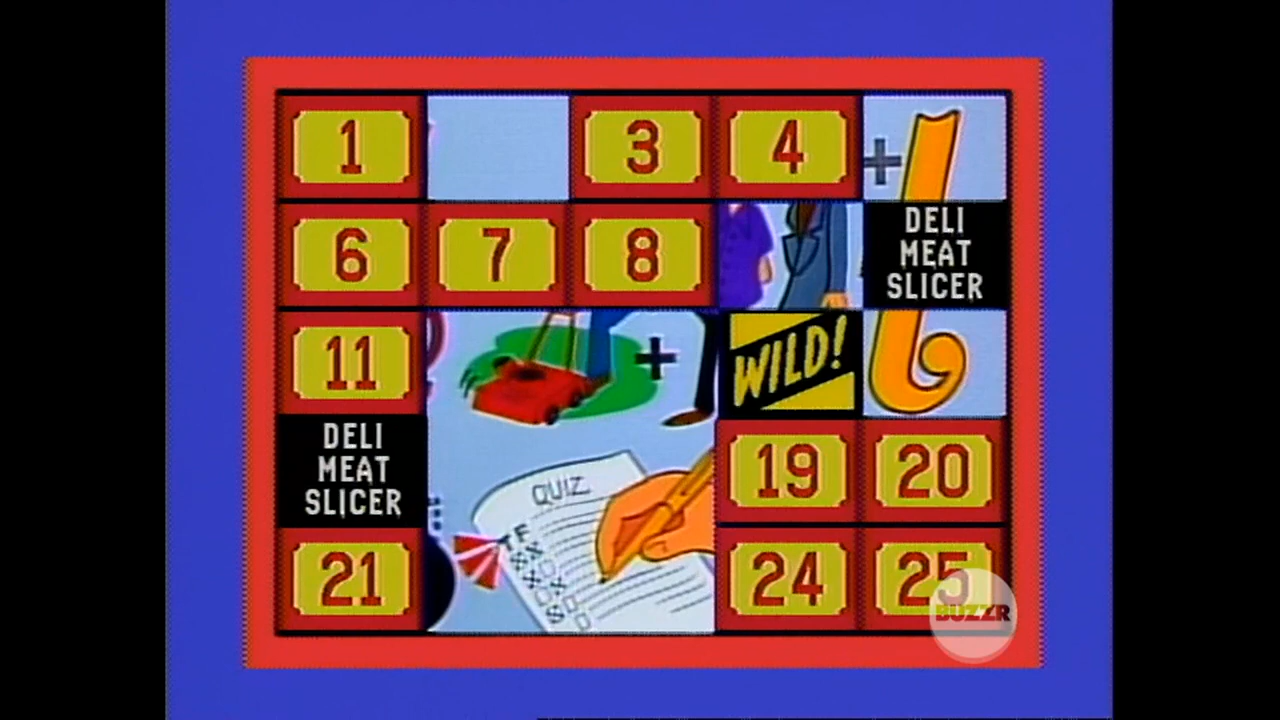 1
3
4
+
DELI
MEAT
SLICER
6
7
8
11
+
WILD!
DELI
MEAT
SLICER
QUIZ
T F
19
20
21
24
25
BUZZR